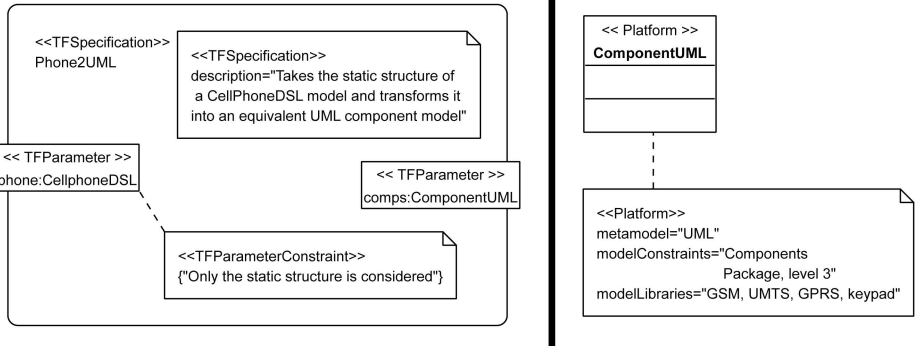 <<TFSpecification>>
Phone2UML
<<TFSpecification>>
description="Takes the static structure of
a CellPhoneDSL model and transforms it
into an equivalent UML component model"
<< TFParameter >>
phone:CellphoneDSL
<< TFParameter >>
comps:ComponentUML
<<TFParameterConstraint>>
{"Only the static structure is considered"}
<< Platform >>
ComponentUML
<<Platform>>
metamodel="UML"
modelConstraints="Components
Package, level 3"
modelLibraries="GSM, UMTS, GPRS, keypad"